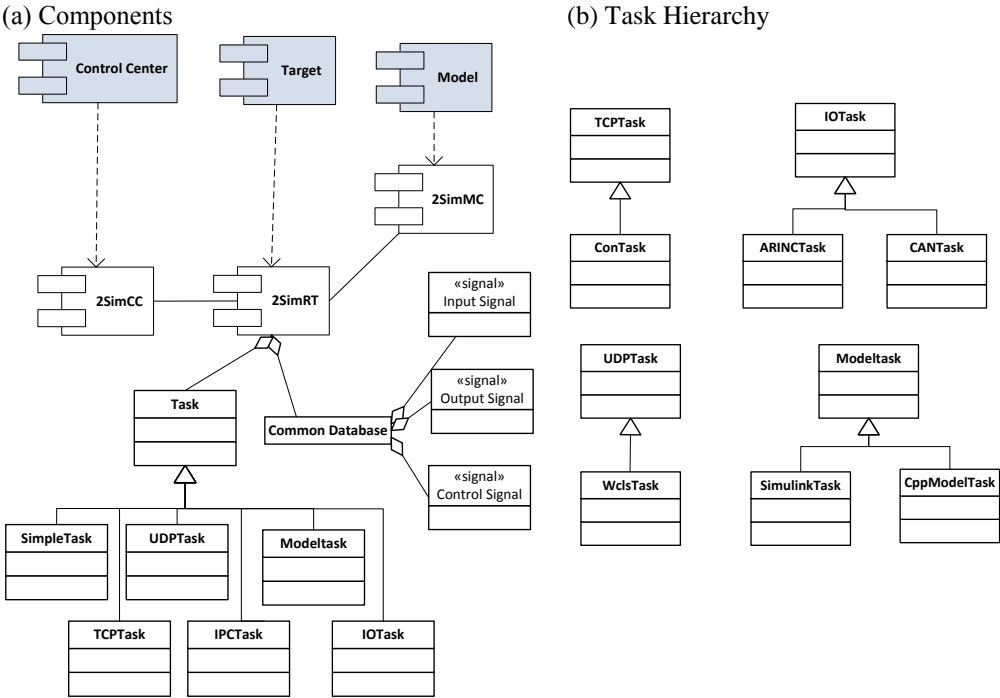 (a) Components
(b) Task Hierarchy
Control Center
Target
Model
2SimMC
2SimCC
2SimRT
«signal»
Input Signal
«signal»
Output Signal
«signal»
Control Signal
Task
Common Database
SimpleTask
UDPTask
Modeltask
TCPTask
IPCTask
IOTask
TCPTask
IOTask
ConTask
ARINCTask
CANTask
UDPTask
Modeltask
WclsTask
SimulinkTask
CppModelTask